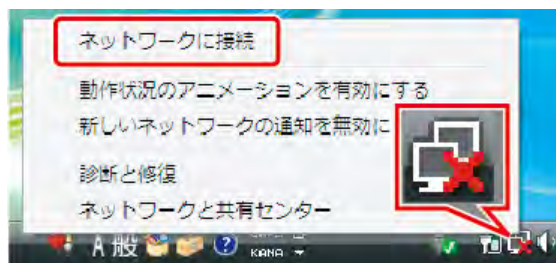 ネットワークに接続
動作状況のアニメーションを有効にする
新しいネットワークの通知を無効に
診断と修復
ネットワークと共有センター
A 般
KANA